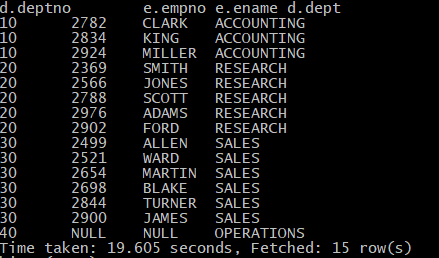 d.deptno e.empno e.ename d.dept
10 2782 CLARK ACCOUNTING
10 2834 KING ACCOUNTING
10 2924 MILLER ACCOUNTING
20 2369 SMITH RESEARCH
20 2566 JONES RESEARCH
20 2788 SCOTT RESEARCH
20 2976 ADAMS RESEARCH
20 2902 FORD RESEARCH
30 2499 ALLEN SALES
30 2521 WARD SALES
30 2654 MARTIN SALES
30 2698 BLAKE SALES
30 2844 TURNER SALES
30 2900 JAMES SALES
40 NULL NULL OPERATIONS
Time taken: 19.605 seconds, Fetched: 15 row(s)